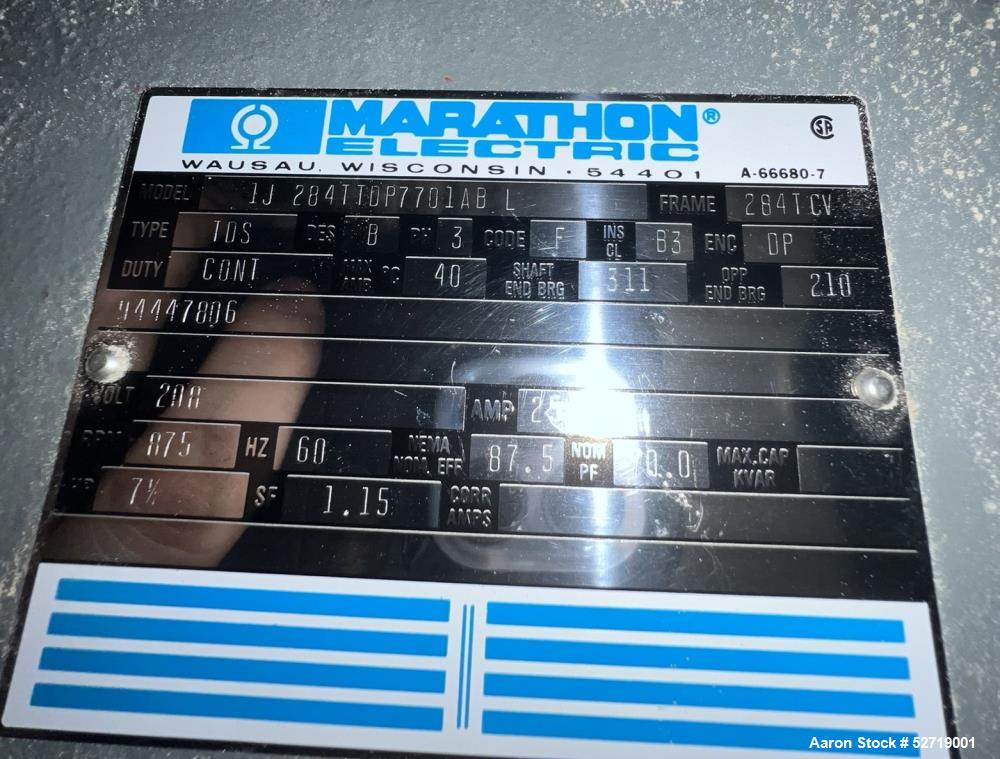 MARATHON®
ELECTRIC
WAUSAU, WISCONSIN · 54401 A-66680-7
MODEL 1J 284TTDP7701AB L FRAME 284TCV
TYPE TDS DES B PH 3 CODE F INS CL B3 ENC DP
DUTY CONT MAX AMB °C 40 SHAFT END BRG 311 OPP END BRG 210
94447806
VOLT 208 AMP
RPM 875 HZ 60 NEMA NOM. EFF 87.5 NOM PF 70.0 MAX.CAP KVAR
HP 7½ SF 1.15 CORR AMPS
Aaron Stock # 52719001